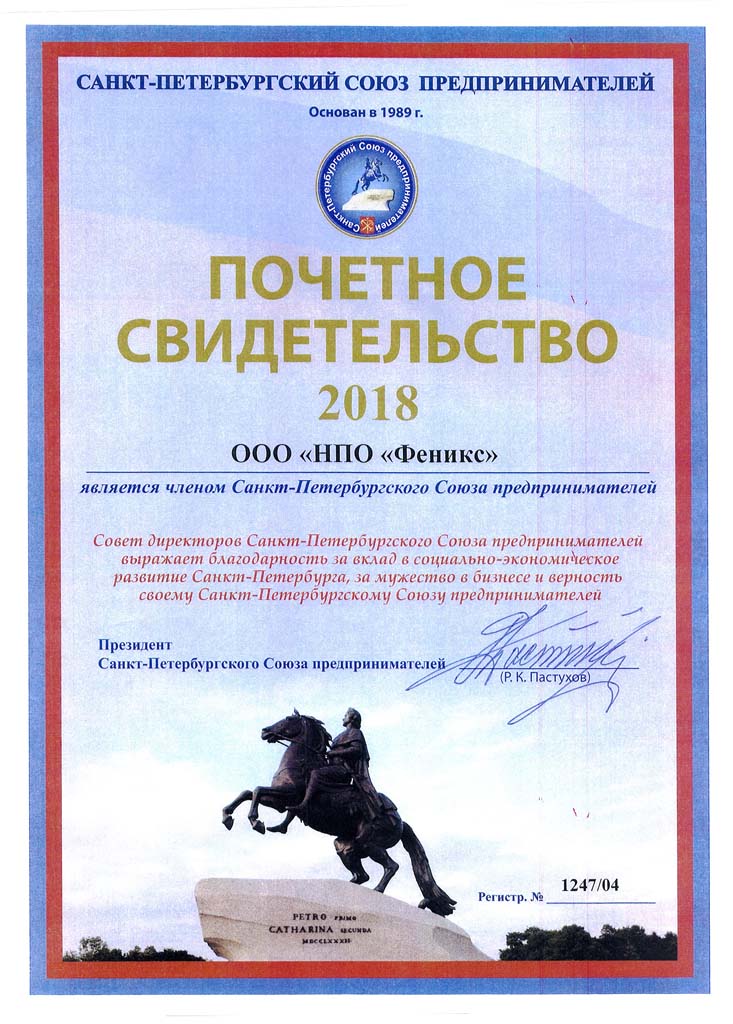 САНКТ-ПЕТЕРБУРГСКИЙ СОЮЗ ПРЕДПРИНИМАТЕЛЕЙ
Основан в 1989 г.
Санкт-Петербургский Союз предпринимателей
ПОЧЕТНОЕ
СВИДЕТЕЛЬСТВО
2018
ООО «НПО «Феникс»
является членом Санкт-Петербургского Союза предпринимателей
Совет директоров Санкт-Петербургского Союза предпринимателей
выражает благодарность за вклад в социально-экономическое
развитие Санкт-Петербурга, за мужество в бизнесе и верность
своему Санкт-Петербургскому Союзу предпринимателей
Президент
Санкт-Петербургского Союза предпринимателей
(Р. К. Пастухов)
PETRO PRIMO
CATHARINA SECUNDA
MDCCLXXXII
Регистр. № 1247/04